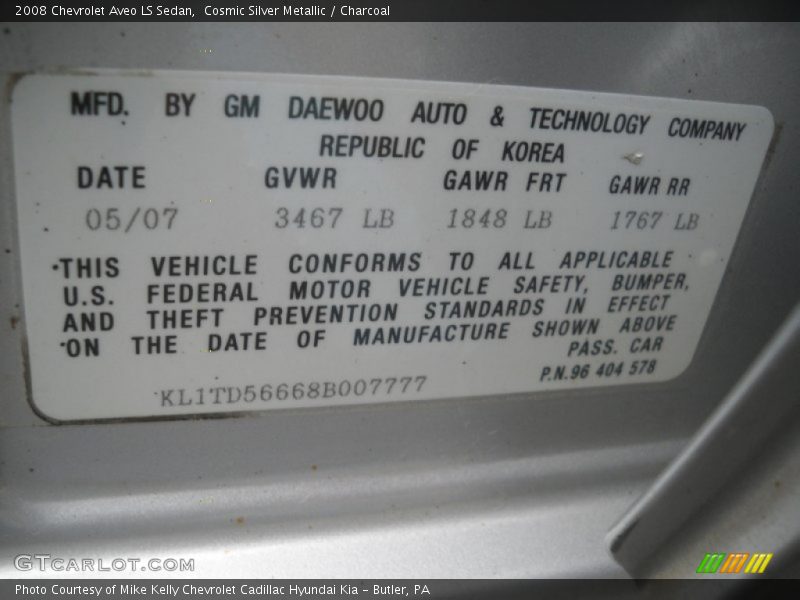 2008 Chevrolet Aveo LS Sedan,  Cosmic Silver Metallic / Charcoal
MFD. BY GM DAEWOO AUTO & TECHNOLOGY COMPANY
REPUBLIC OF KOREA
DATE GVWR GAWR FRT GAWR RR
05/07 3467 LB 1848 LB 1767 LB
·THIS VEHICLE CONFORMS TO ALL APPLICABLE
U.S. FEDERAL MOTOR VEHICLE SAFETY, BUMPER,
AND THEFT PREVENTION STANDARDS IN EFFECT
·ON THE DATE OF MANUFACTURE SHOWN ABOVE
PASS. CAR
KL1TD56668B007777 P.N.96 404 578
GTCARLOT.COM
Photo Courtesy of Mike Kelly Chevrolet Cadillac Hyundai Kia – Butler, PA